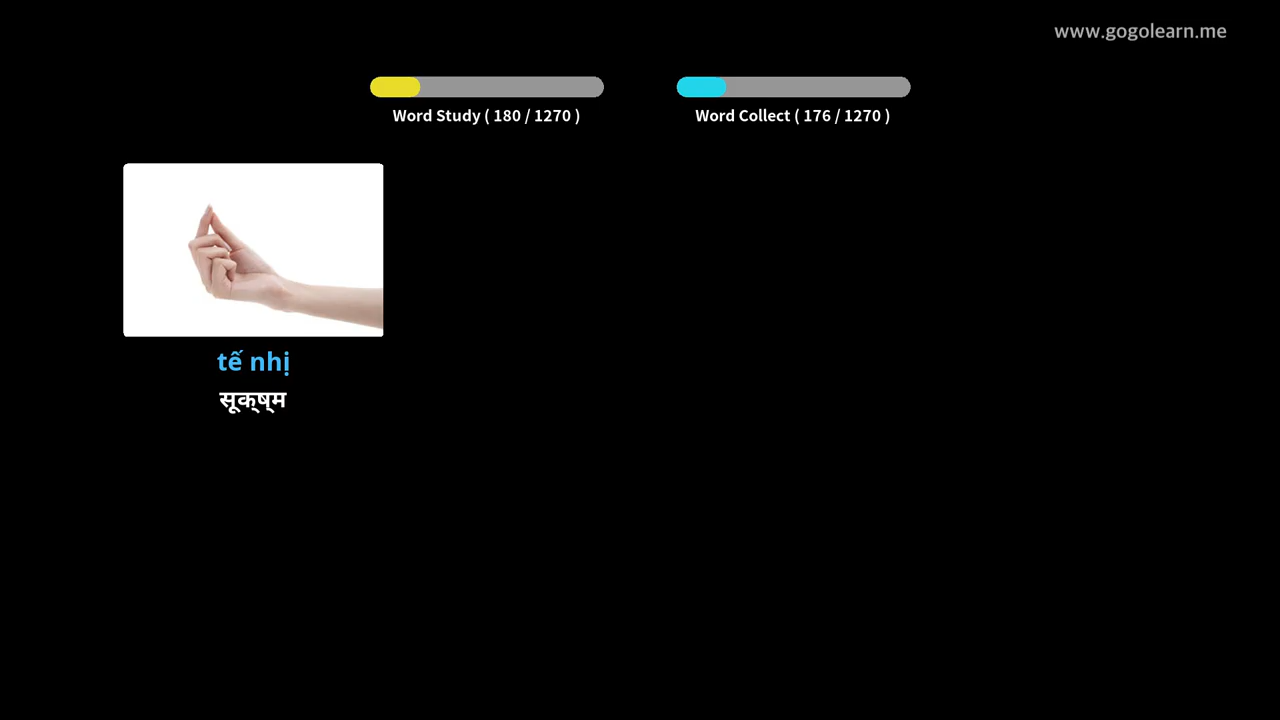 www.gogolearn.me
Word Study ( 180 / 1270 )
Word Collect ( 176 / 1270 )
tế nhị
सूक्ष्म